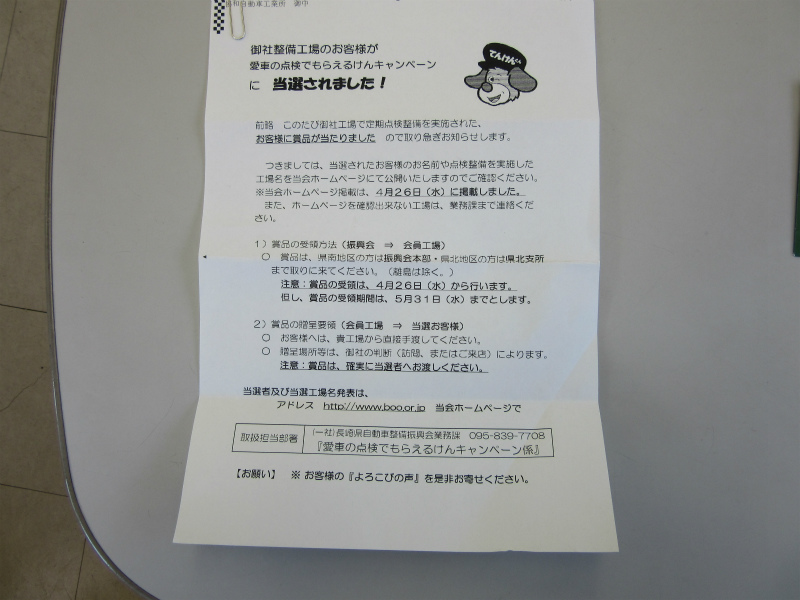 自動車工業所 御中
御社整備工場のお客様が
愛車の点検でもらえるけんキャンペーン
に 当選されました!
てんけんくん
前略 このたび御社工場で定期点検整備を実施された、
お客様に賞品が当たりました ので取り急ぎお知らせします。
つきましては、当選されたお客様のお名前や点検整備を実施した
工場名を当会ホームページにて公開いたしますのでご確認ください。
※当会ホームページ掲載は、4月26日(水)に掲載しました。
また、ホームページを確認出来ない工場は、業務課まで連絡くだ
さい。
1)賞品の受領方法(振興会 ⇒ 会員工場)
○ 賞品は、県南地区の方は振興会本部・県北地区の方は県北支所
まで取りに来てください。(離島は除く。)
注意:賞品の受領は、4月26日(水)から行います。
但し、賞品の受領期間は、5月31日(水)までとします。
2)賞品の贈呈要領(会員工場 ⇒ 当選お客様)
○ お客様へは、貴工場から直接手渡してください。
○ 贈呈場所等は、御社の判断(訪問、またはご来店)によります。
注意:賞品は、確実に当選者へお渡しください。
当選者及び当選工場名発表は、
アドレス http://www.boo.or.jp 当会ホームページで
取扱担当部署
(一社)長崎県自動車整備振興会業務課 095-839-7708
『愛車の点検でもらえるけんキャンペーン係』
【お願い】 ※ お客様の『よろこびの声』を是非お寄せください。